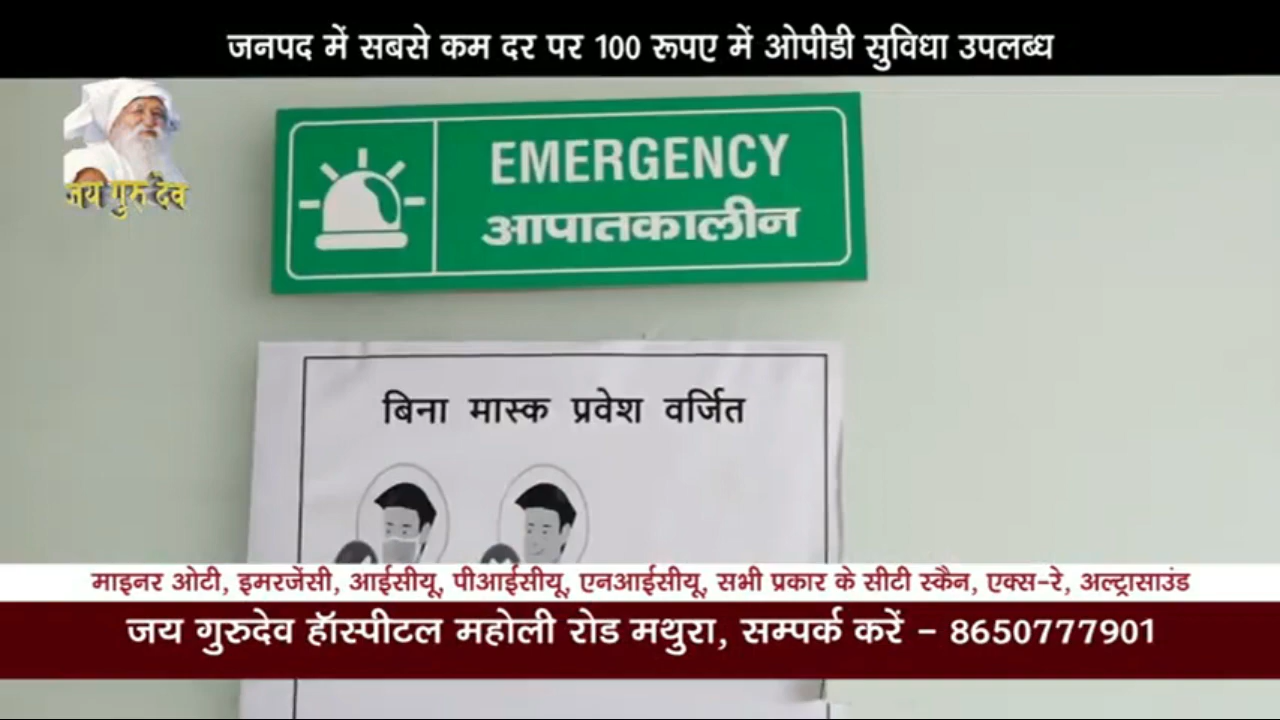 जनपद में सबसे कम दर पर 100 रूपए में ओपीडी सुविधा उपलब्ध
जय गुरु देव
EMERGENCY
आपातकालीन
बिना मास्क प्रवेश वर्जित
माइनर ओटी, इमरजेंसी, आईसीयू, पीआईसीयू, एनआईसीयू, सभी प्रकार के सीटी स्कैन, एक्स-रे, अल्ट्रासाउंड
जय गुरुदेव हॉस्पीटल महोली रोड मथुरा, सम्पर्क करें - 8650777901